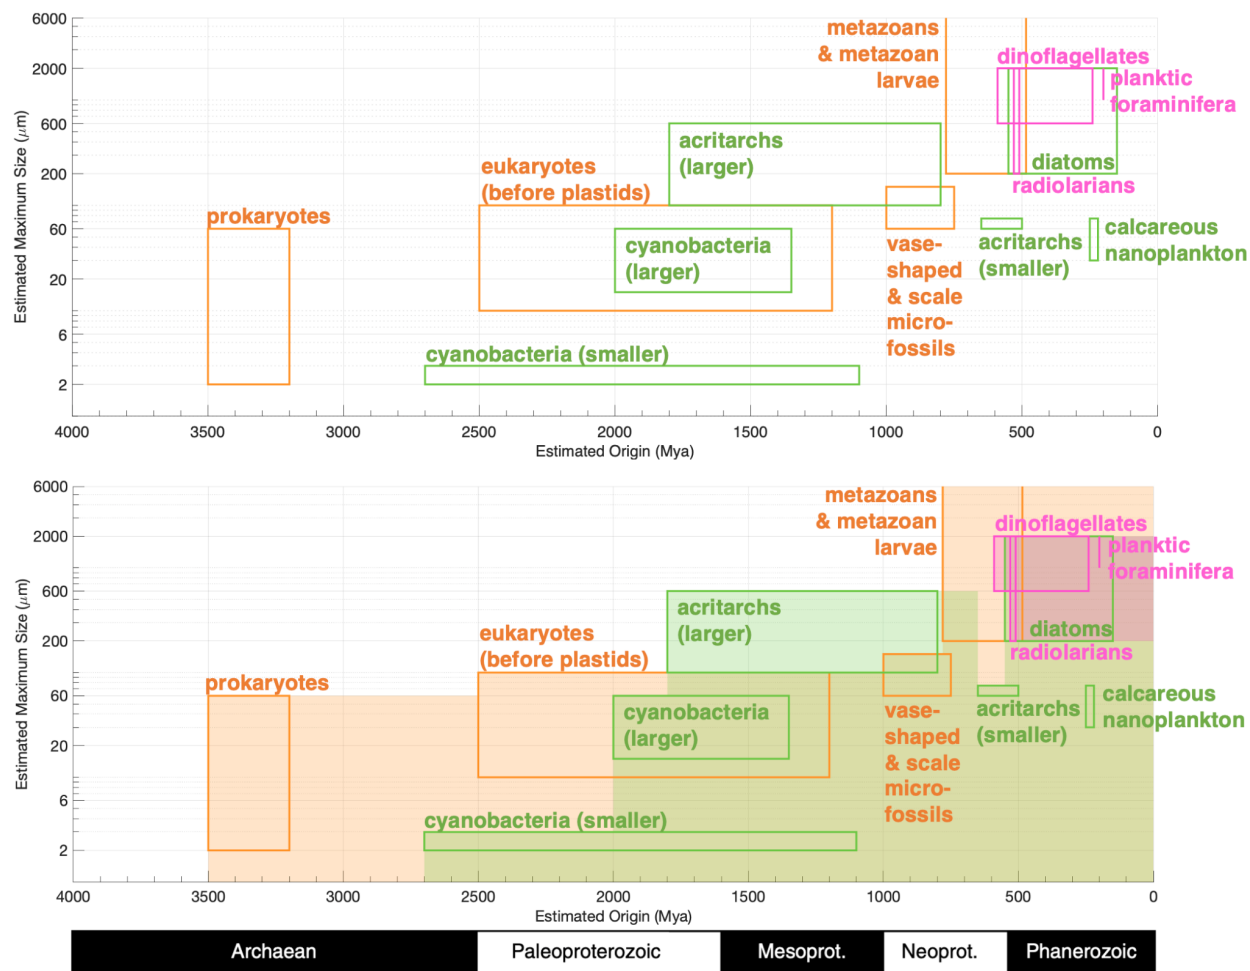 6000
metazoans
& metazoan
larvae
dinoflagellates
2000
planktic
foraminifera
600
acritarchs
(larger)
eukaryotes
(before plastids)
200
diatoms
radiolarians
prokaryotes
60
cyanobacteria
(larger)
vase-
shaped
& scale
micro-
fossils
acritarchs
(smaller)
calcareous
nanoplankton
20
6
cyanobacteria (smaller)
2
Estimated Maximum Size (μm)
4000 3500 3000 2500 2000 1500 1000 500 0
Estimated Origin (Mya)
6000
metazoans
& metazoan
larvae
dinoflagellates
2000
planktic
foraminifera
600
acritarchs
(larger)
eukaryotes
(before plastids)
200
diatoms
radiolarians
prokaryotes
60
cyanobacteria
(larger)
vase-
shaped
& scale
micro-
fossils
acritarchs
(smaller)
calcareous
nanoplankton
20
6
cyanobacteria (smaller)
2
Estimated Maximum Size (μm)
4000 3500 3000 2500 2000 1500 1000 500 0
Estimated Origin (Mya)
Archaean Paleoproterozoic Mesoprot. Neoprot. Phanerozoic